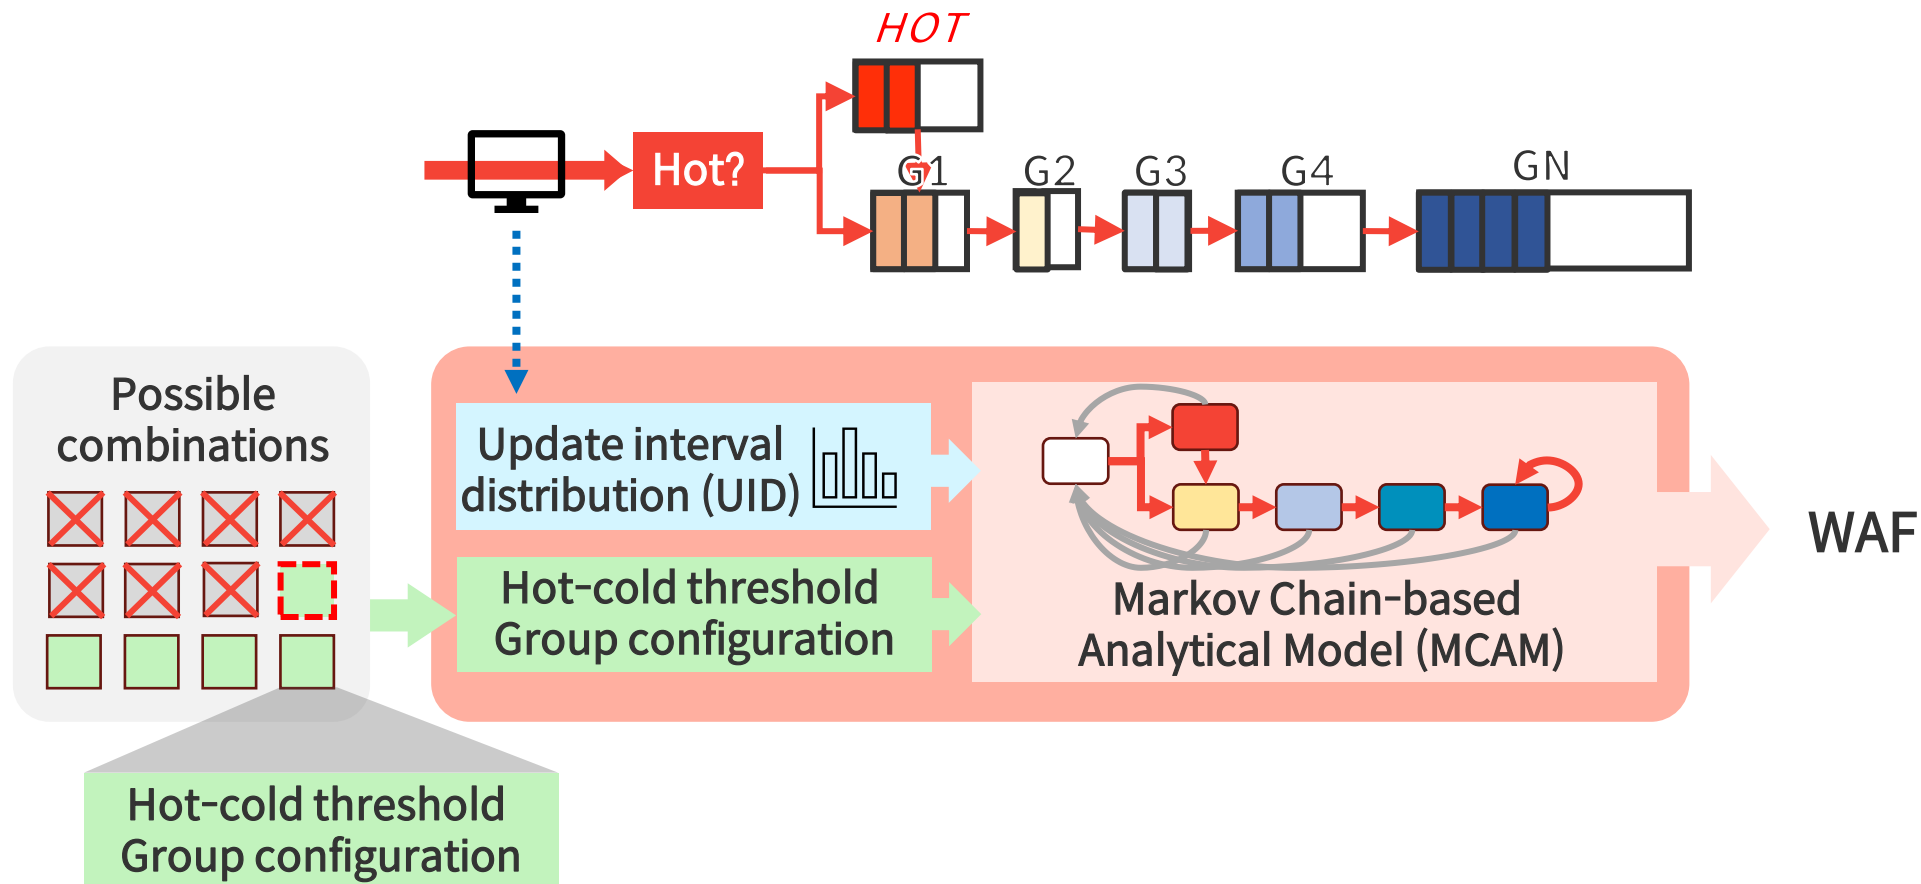 HOT
Hot?
G1
G2
G3
G4
GN
Possible
combinations
Update interval
distribution (UID)
Hot-cold threshold
Group configuration
Markov Chain-based
Analytical Model (MCAM)
WAF
Hot-cold threshold
Group configuration